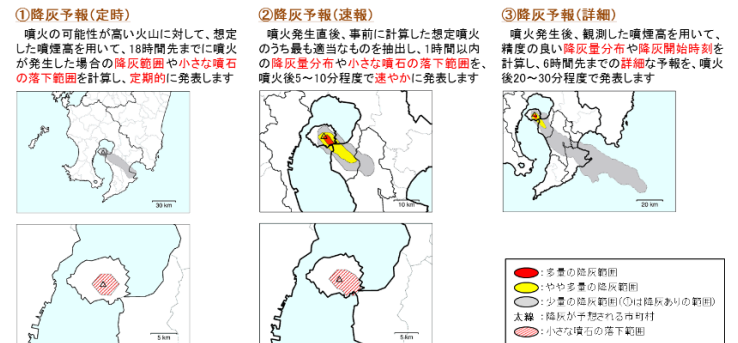 ①降灰予報(定時)
噴火の可能性が高い火山に対して、想定
した噴煙高を用いて、18時間先までに噴火
が発生した場合の降灰範囲や小さな噴石
の落下範囲を計算し、定期的に発表します
30 km
5 km
②降灰予報(速報)
噴火発生直後、事前に計算した想定噴火
のうち最も適当なものを抽出し、1時間以内
の降灰量分布や小さな噴石の落下範囲を、
噴火後5～10分程度で速やかに発表します
10 km
5 km
③降灰予報(詳細)
噴火発生後、観測した噴煙高を用いて、
精度の良い降灰量分布や降灰開始時刻を
計算し、6時間先までの詳細な予報を、噴火
後20～30分程度で発表します
20 km
:多量の降灰範囲
:やや多量の降灰範囲
:少量の降灰範囲(①は降灰ありの範囲)
太線:降灰が予想される市町村
:小さな噴石の落下範囲